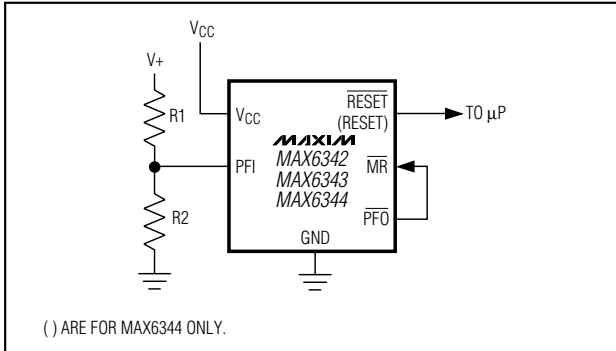 VCC
V+
R1
R2
VCC
PFI
GND
RESET
(RESET)
MAXIM
MAX6342
MAX6343
MAX6344
MR
PFO
TO μP
( ) ARE FOR MAX6344 ONLY.